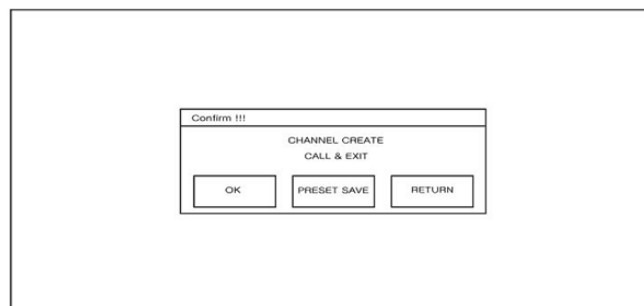 Confirm !!!
CHANNEL CREATE
CALL & EXIT
OK PRESET SAVE RETURN